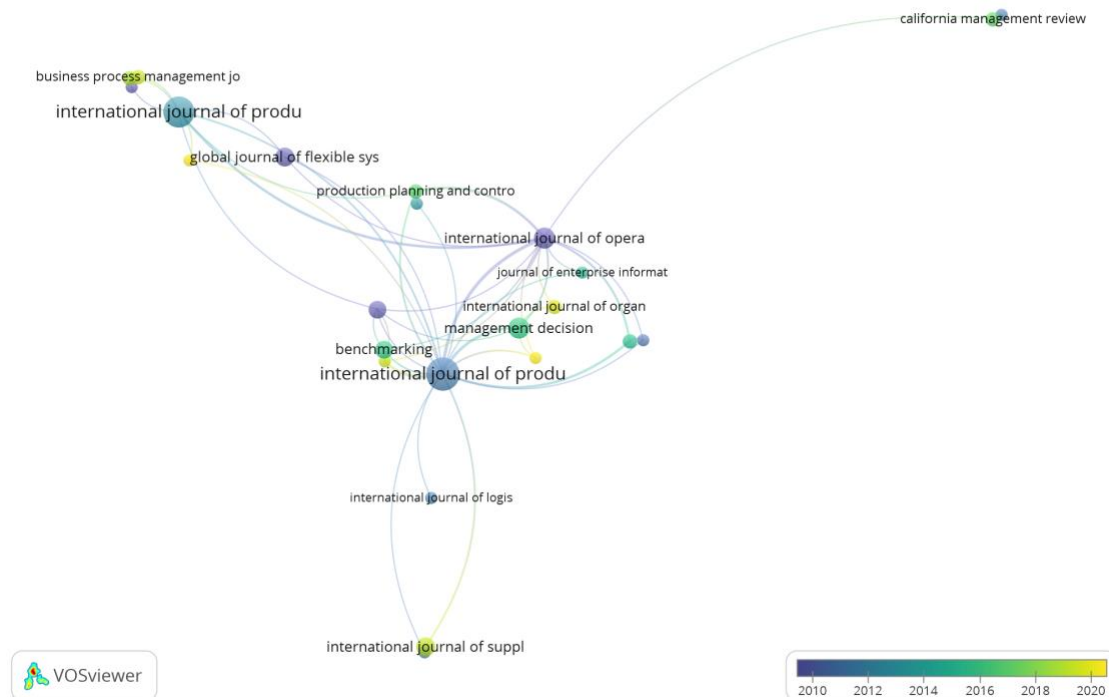 california management review
business process management jo
international journal of produ
global journal of flexible sys
production planning and contro
international journal of opera
journal of enterprise informat
international journal of organ
management decision
benchmarking
international journal of produ
international journal of logis
international journal of suppl
VOSviewer
2010 2012 2014 2016 2018 2020